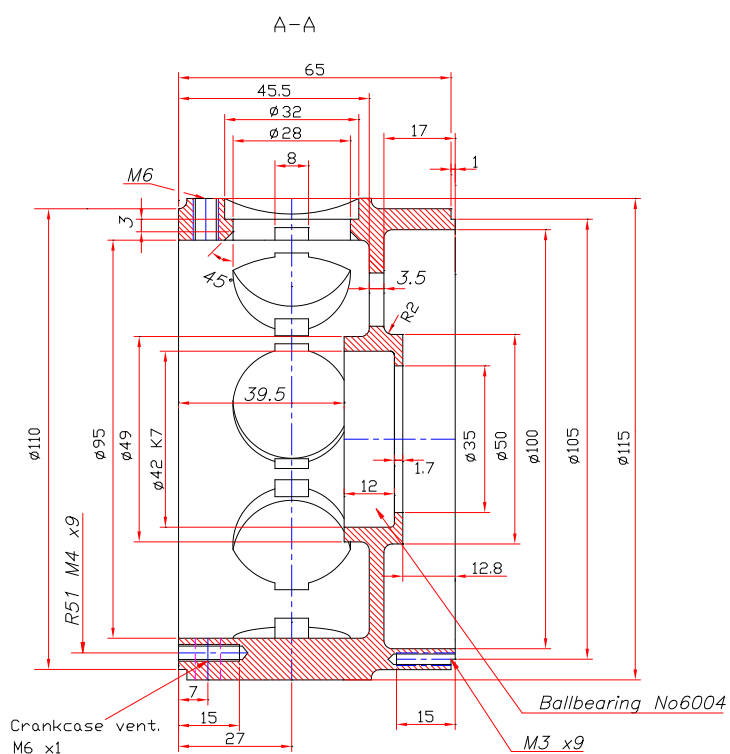 A-A
65
45.5
ø32
17
ø28
8
1
M6
3
45°
3.5
R2
39.5
ø110
ø95
ø49
ø42 K7
ø35
ø50
ø100
ø105
ø115
1.7
12
12.8
R51 M4 x9
7
15
27
15
Ballbearing No6004
Crankcase vent.
M6 x1
M3 x9